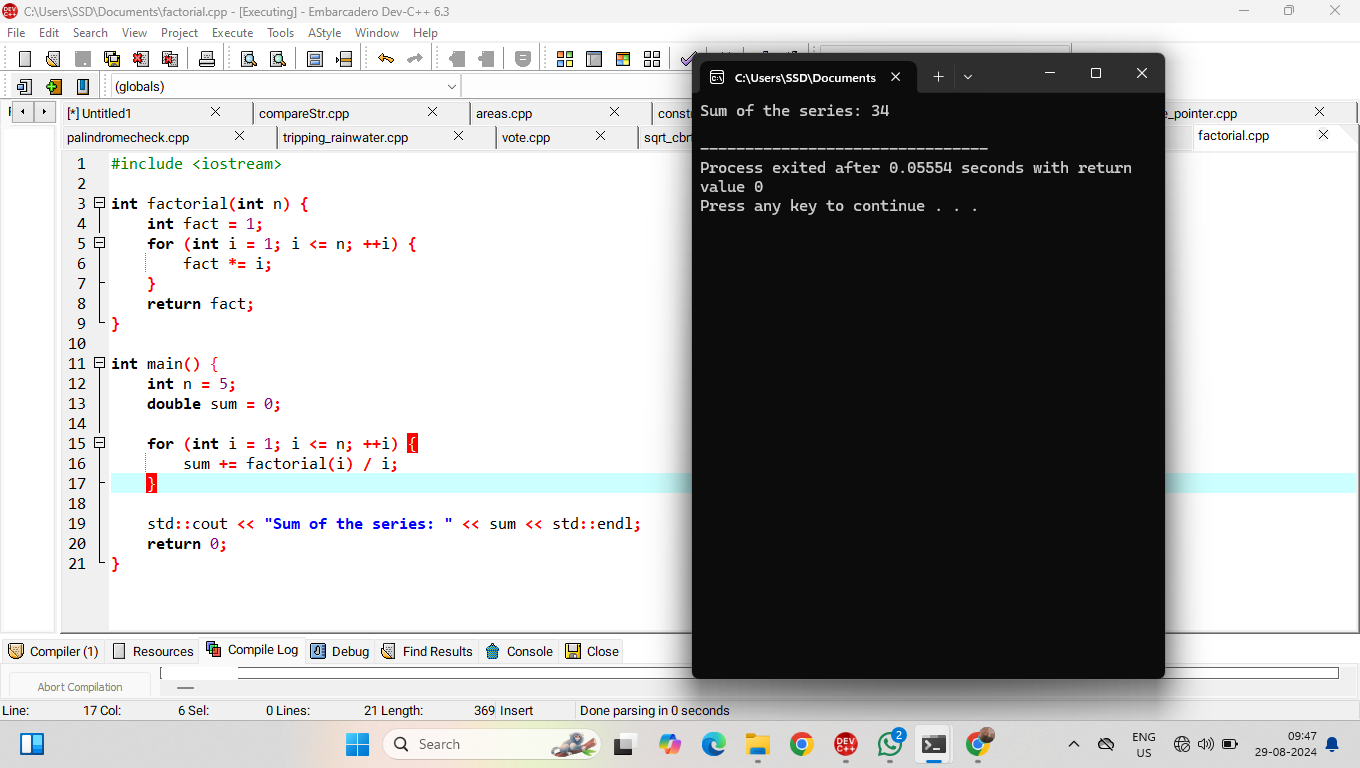 C:\Users\SSD\Documents\factorial.cpp - [Executing] - Embarcadero Dev-C++ 6.3
File Edit Search View Project Execute Tools AStyle Window Help
(globals)
[*] Untitled1 compareStr.cpp areas.cpp const e_pointer.cpp
palindromecheck.cpp tripping_rainwater.cpp vote.cpp sqrt_cbr factorial.cpp
1 #include <iostream>
2
3 int factorial(int n) {
4 int fact = 1;
5 for (int i = 1; i <= n; ++i) {
6 fact *= i;
7 }
8 return fact;
9 }
10
11 int main() {
12 int n = 5;
13 double sum = 0;
14
15 for (int i = 1; i <= n; ++i) {
16 sum += factorial(i) / i;
17 }
18
19 std::cout << "Sum of the series: " << sum << std::endl;
20 return 0;
21 }
C:\Users\SSD\Documents
Sum of the series: 34
--------------------------------
Process exited after 0.05554 seconds with return
value 0
Press any key to continue . . .
Compiler (1) Resources Compile Log Debug Find Results Console Close
Abort Compilation
Line: 17 Col: 6 Sel: 0 Lines: 21 Length: 369 Insert Done parsing in 0 seconds
Search
DEV C++
2
ENG
US
09:47
29-08-2024